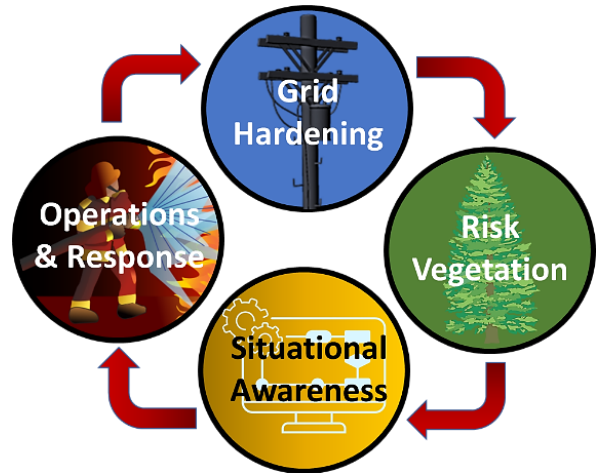 Grid
Hardening
Risk
Vegetation
Situational
Awareness
Operations
& Response